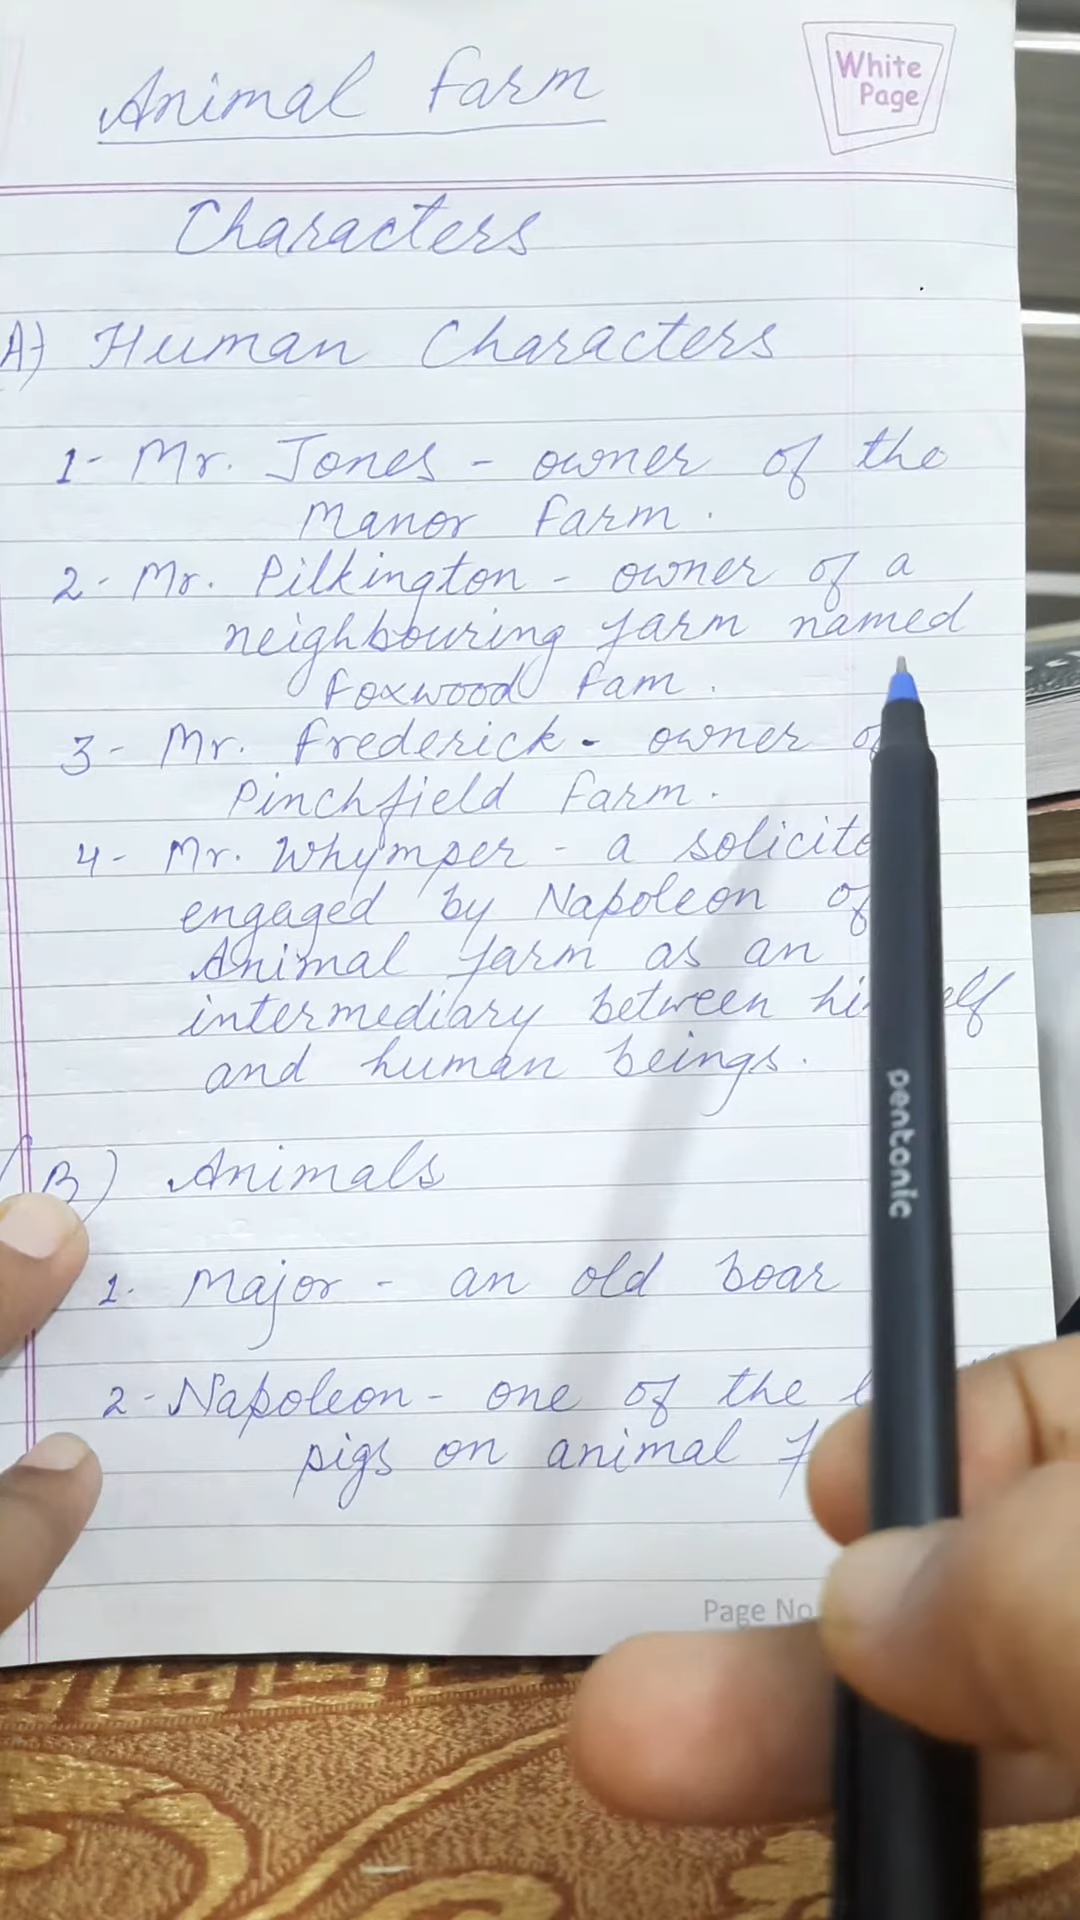 Animal Farm
White
Page
Characters
A) Human Characters
1- Mr. Jones - owner of the
Manor Farm.
2- Mr. Pilkington - owner of a
neighbouring farm named
Foxwood Fam.
3- Mr. Frederick - owner
Pinchfield Farm.
4- Mr. Whymper - a
engaged by Napoleon
Animal farm as an
intermediary between
and human beings.
(B) Animals
1. Major - an old boar
2- Napoleon - one of the
pigs on animal
Page No
pentonic